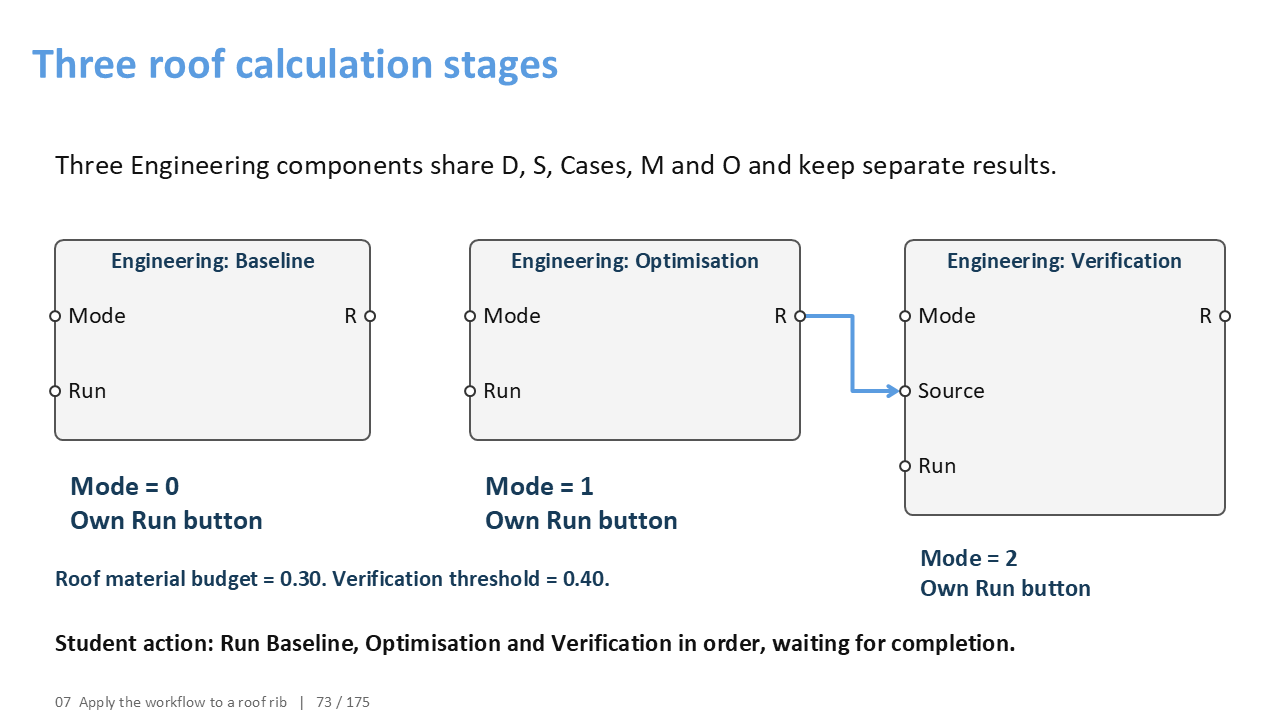 Three roof calculation stages
Three Engineering components share D, S, Cases, M and O and keep separate results.
Engineering: Baseline
Mode
R
Run
Mode = 0
Own Run button
Engineering: Optimisation
Mode
R
Run
Mode = 1
Own Run button
Engineering: Verification
Mode
R
Source
Run
Mode = 2
Own Run button
Roof material budget = 0.30. Verification threshold = 0.40.
Student action: Run Baseline, Optimisation and Verification in order, waiting for completion.
07 Apply the workflow to a roof rib | 73 / 175